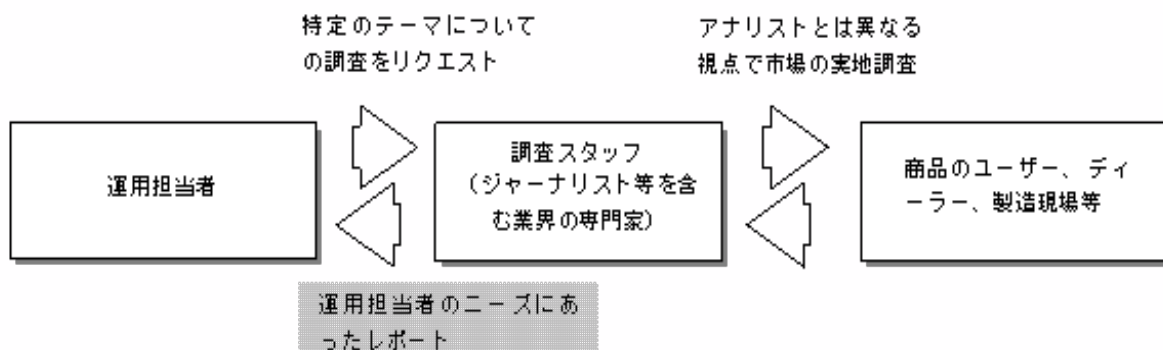 特定のテーマについて
の調査をリクエスト
アナリストとは異なる
視点で市場の実地調査
運用担当者
調査スタッフ
(ジャーナリスト等を含
む業界の専門家)
商品のユーザー、ディ
ーラー、製造現場等
運用担当者のニーズにあ
ったレポート